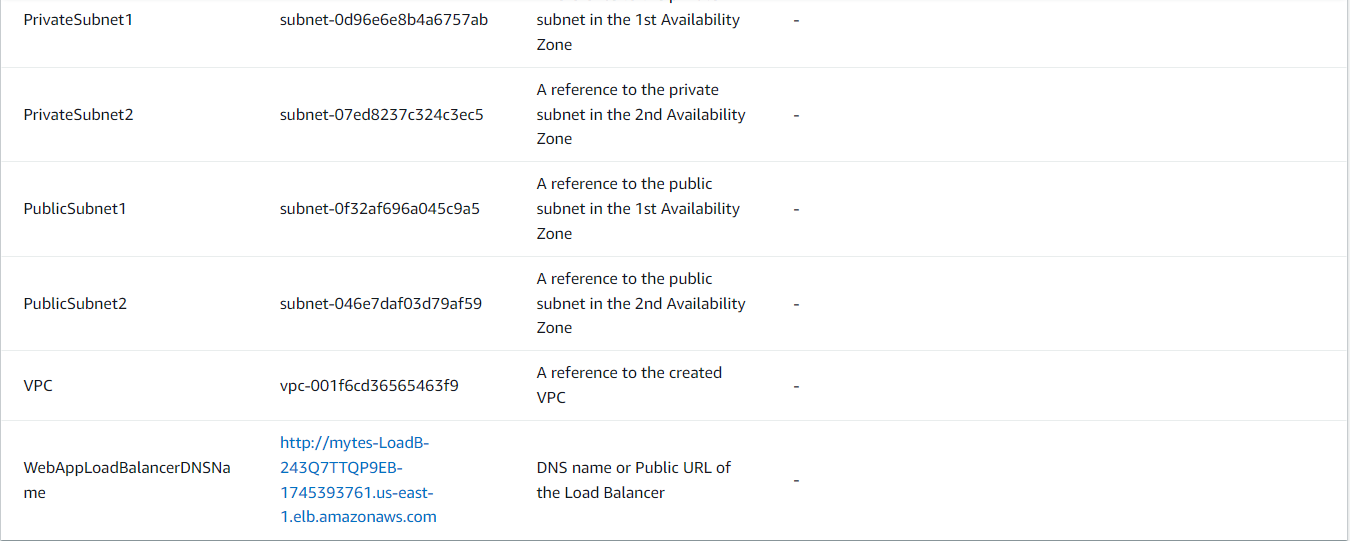 PrivateSubnet1
subnet-0d96e6e8b4a6757ab
subnet in the 1st Availability
Zone
-
PrivateSubnet2
subnet-07ed8237c324c3ec5
A reference to the private
subnet in the 2nd Availability
Zone
-
PublicSubnet1
subnet-0f32af696a045c9a5
A reference to the public
subnet in the 1st Availability
Zone
-
PublicSubnet2
subnet-046e7daf03d79af59
A reference to the public
subnet in the 2nd Availability
Zone
-
VPC
vpc-001f6cd36565463f9
A reference to the created
VPC
-
WebAppLoadBalancerDNSNa
me
http://mytes-LoadB-
243Q7TTQP9EB-
1745393761.us-east-
1.elb.amazonaws.com
DNS name or Public URL of
the Load Balancer
-